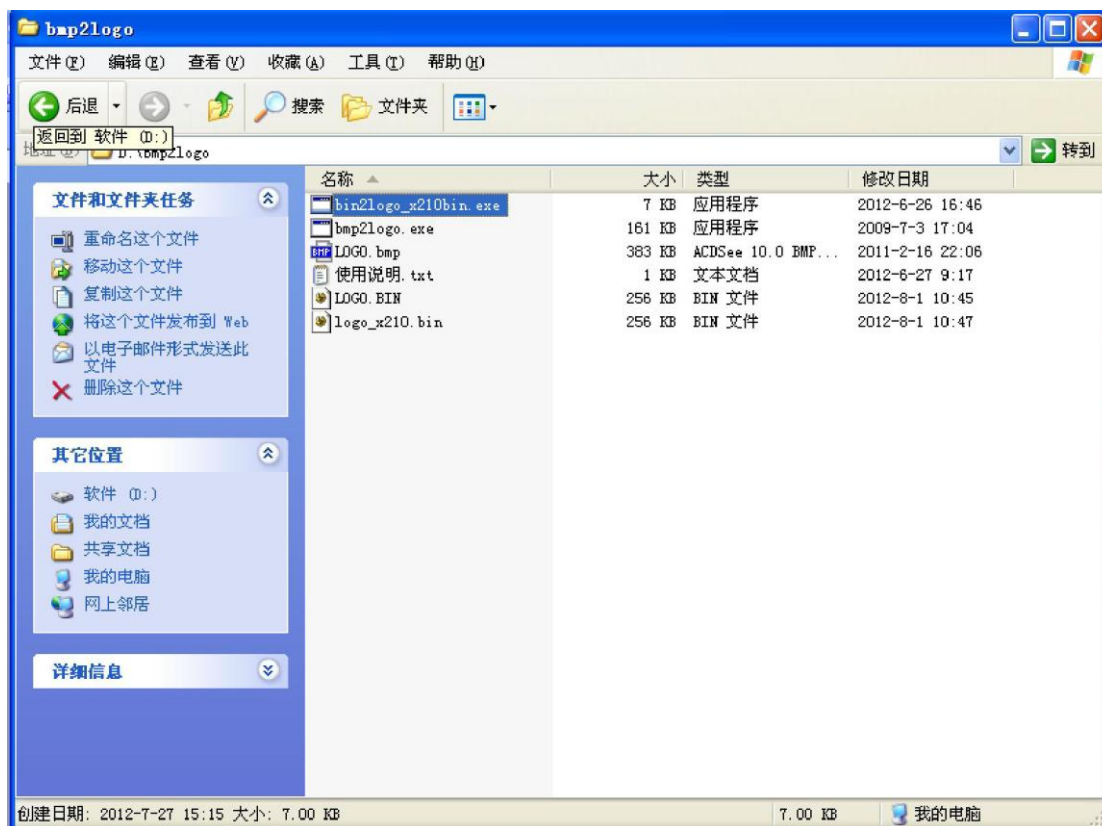 bmp2logo
文件(F) 编辑(E) 查看(V) 收藏(A) 工具(T) 帮助(H)
后退 搜索 文件夹
返回到 软件 (D:)
地址(D) D:\bmp2logo 转到
名称 大小 类型 修改日期
bin2logo_x210bin.exe 7 KB 应用程序 2012-6-26 16:46
bmp2logo.exe 161 KB 应用程序 2009-7-3 17:04
LOGO.bmp 383 KB ACDSee 10.0 BMP... 2011-2-16 22:06
使用说明.txt 1 KB 文本文档 2012-6-27 9:17
LOGO.BIN 256 KB BIN 文件 2012-8-1 10:45
logo_x210.bin 256 KB BIN 文件 2012-8-1 10:47
文件和文件夹任务
重命名这个文件
移动这个文件
复制这个文件
将这个文件发布到 Web
以电子邮件形式发送此
文件
删除这个文件
其它位置
软件 (D:)
我的文档
共享文档
我的电脑
网上邻居
详细信息
创建日期: 2012-7-27 15:15 大小: 7.00 KB 7.00 KB 我的电脑